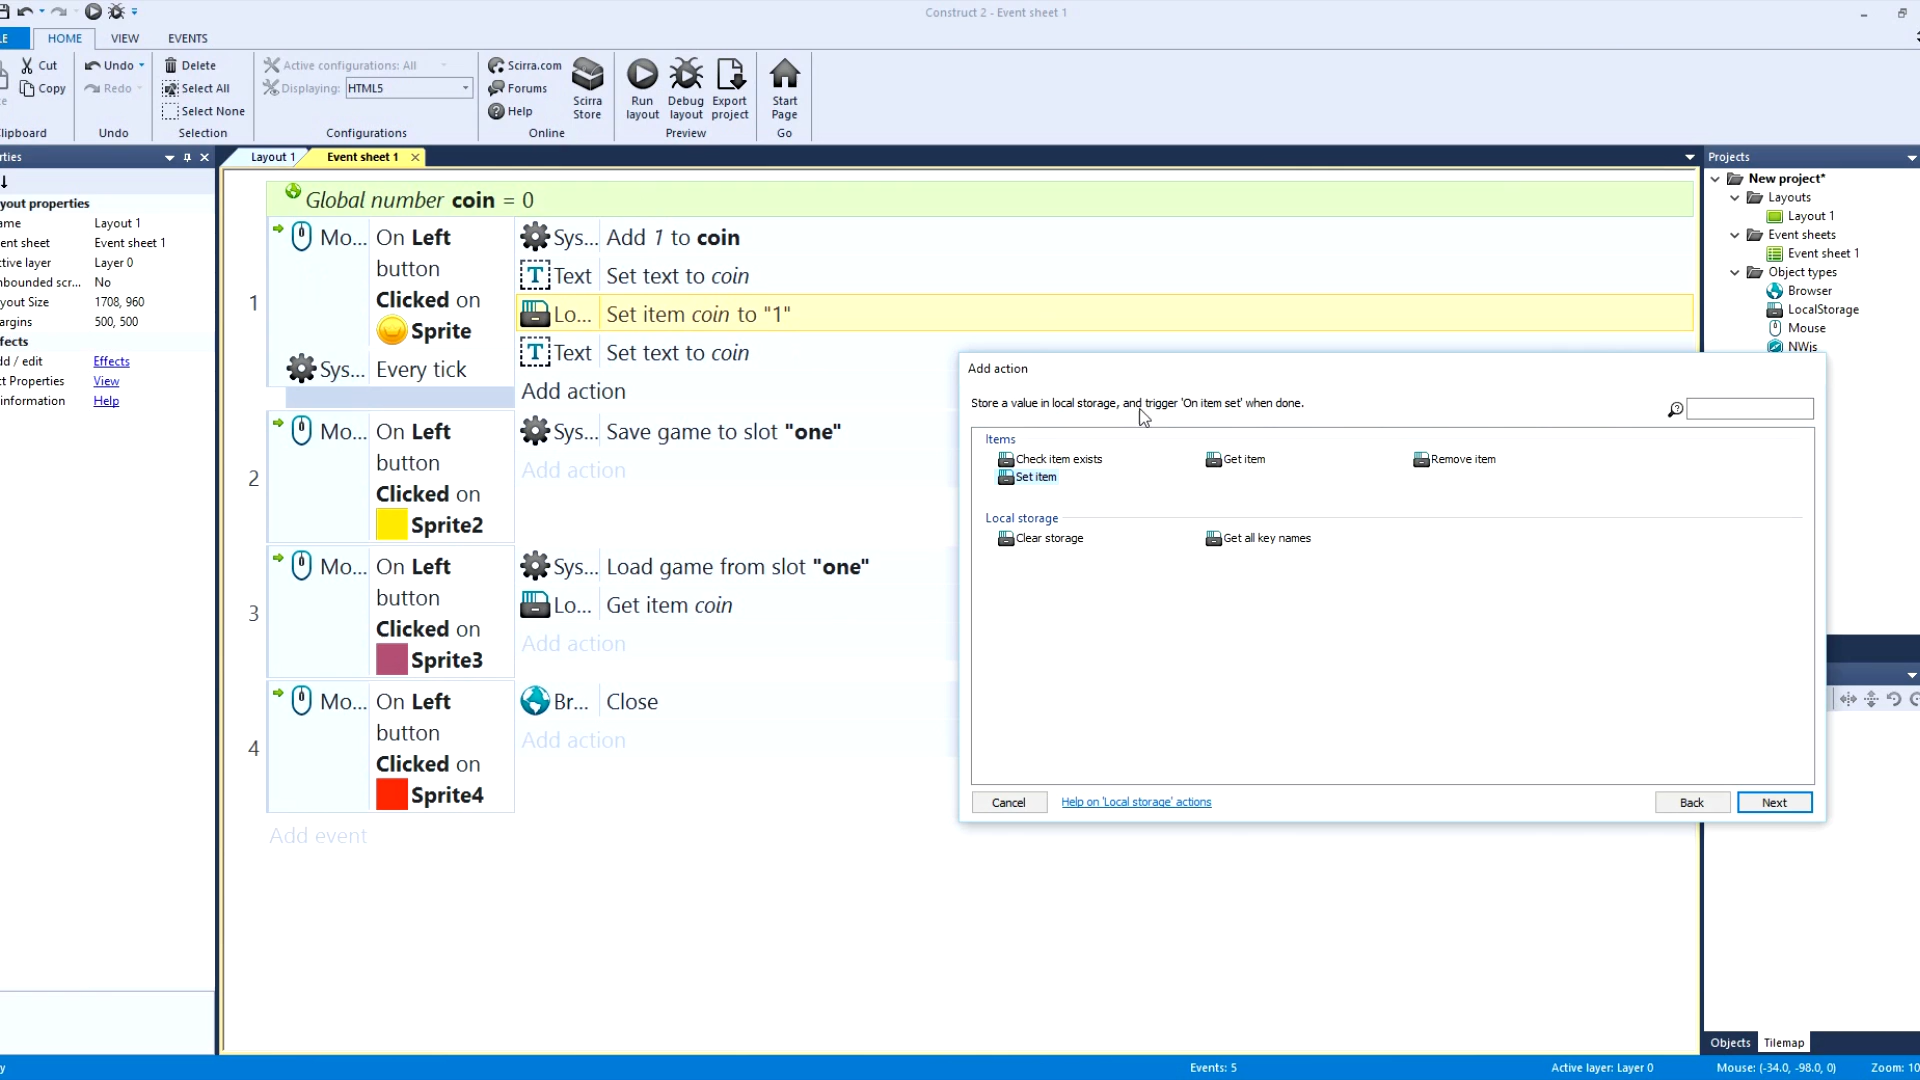 Construct 2 - Event sheet 1
LE
HOME
VIEW
EVENTS
Cut
Copy
lipboard
Undo
Redo
Undo
Delete
Select All
Select None
Selection
Active configurations: All
Displaying: HTML5
Configurations
Scirra.com
Forums
Help
Scirra
Store
Online
Run
layout
Debug
layout
Export
project
Preview
Start
Page
Go
rties
Layout 1
Event sheet 1
Projects
yout properties
ame Layout 1
ent sheet Event sheet 1
ctive layer Layer 0
nbounded scr... No
yout Size 1708, 960
argins 500, 500
ffects
dd / edit Effects
ct Properties View
information Help
Global number coin = 0
1
Mo... On Left
button
Clicked on
Sprite
Sys... Every tick
Sys... Add 1 to coin
Text Set text to coin
Lo... Set item coin to "1"
Text Set text to coin
Add action
2
Mo... On Left
button
Clicked on
Sprite2
Sys... Save game to slot "one"
Add action
3
Mo... On Left
button
Clicked on
Sprite3
Sys... Load game from slot "one"
Lo... Get item coin
Add action
4
Mo... On Left
button
Clicked on
Sprite4
Br... Close
Add action
Add event
Add action
Store a value in local storage, and trigger 'On item set' when done.
Items
Check item exists
Get item
Remove item
Set item
Local storage
Clear storage
Get all key names
Cancel
Help on 'Local storage' actions
Back
Next
New project*
Layouts
Layout 1
Event sheets
Event sheet 1
Object types
Browser
LocalStorage
Mouse
NWjs
Objects
Tilemap
y
Events: 5
Active layer: Layer 0
Mouse: (-34.0, -98.0, 0)
Zoom: 10